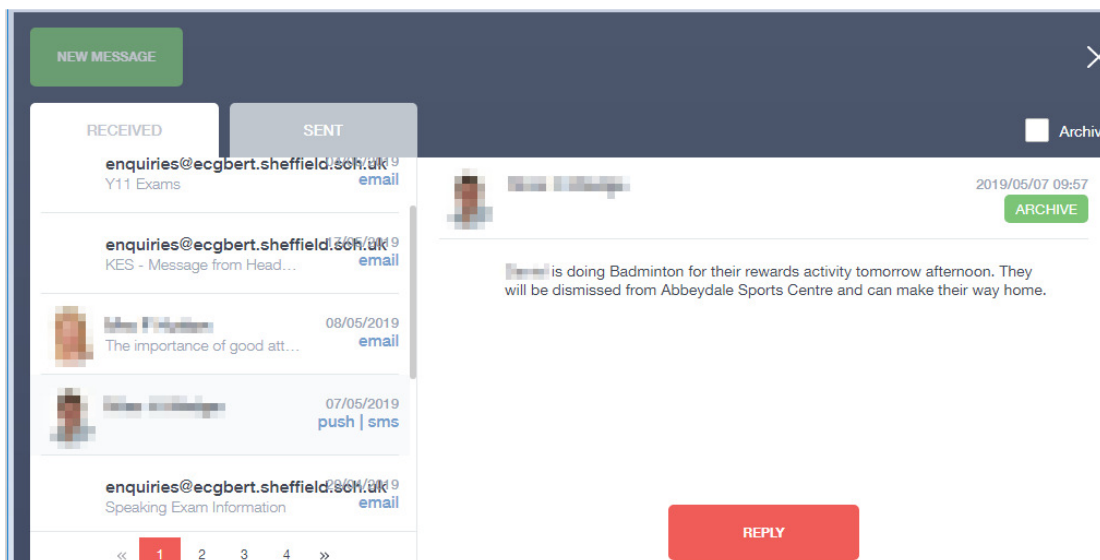 NEW MESSAGE
RECEIVED
SENT
Archiv
enquiries@ecgbert.sheffield.sch.uk
Y11 Exams
email
enquiries@ecgbert.sheffield.sch.uk
17/05/2019
KES - Message from Head...
email
08/05/2019
The importance of good att...
email
07/05/2019
push | sms
enquiries@ecgbert.sheffield.sch.uk
Speaking Exam Information
email
« 1 2 3 4 »
2019/05/07 09:57
ARCHIVE
is doing Badminton for their rewards activity tomorrow afternoon. They
will be dismissed from Abbeydale Sports Centre and can make their way home.
REPLY